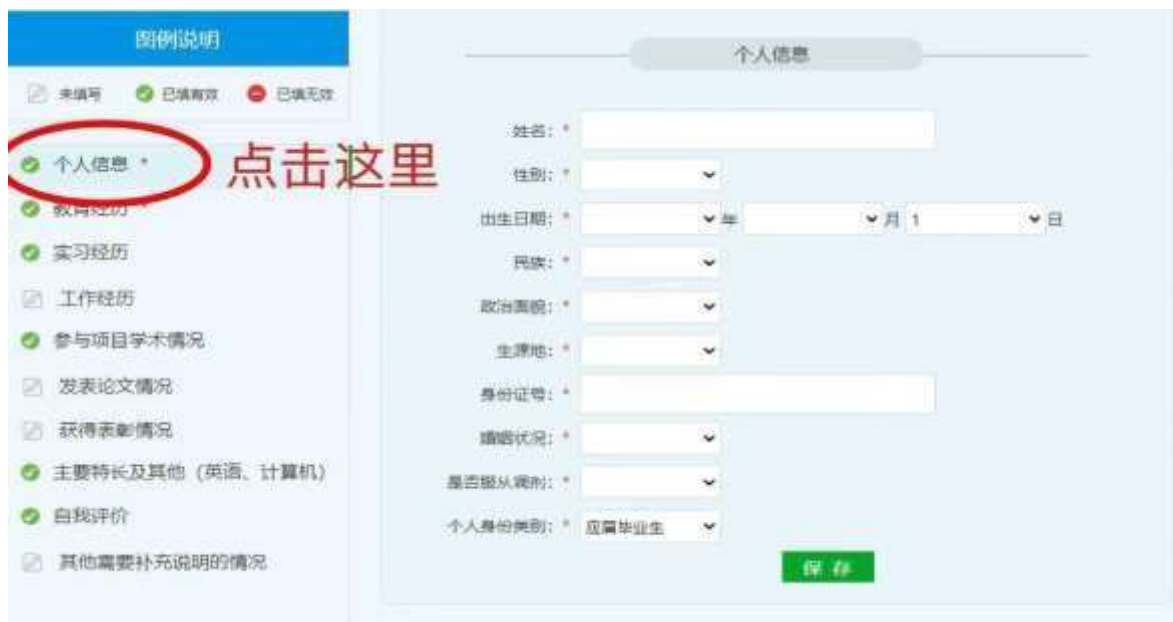 图例说明
未填写 已填有效 已填无效
个人信息 *
点击这里
教育经历 *
实习经历
工作经历
参与项目学术情况
发表论文情况
获得表彰情况
主要特长及其他（英语、计算机）
自我评价
其他需要补充说明的情况
个人信息
姓名：*
性别：*
出生日期：* 年 月 1 日
民族：*
政治面貌：*
生源地：*
身份证号：*
婚姻状况：*
是否服从调剂：*
个人身份类别：* 应届毕业生
保存